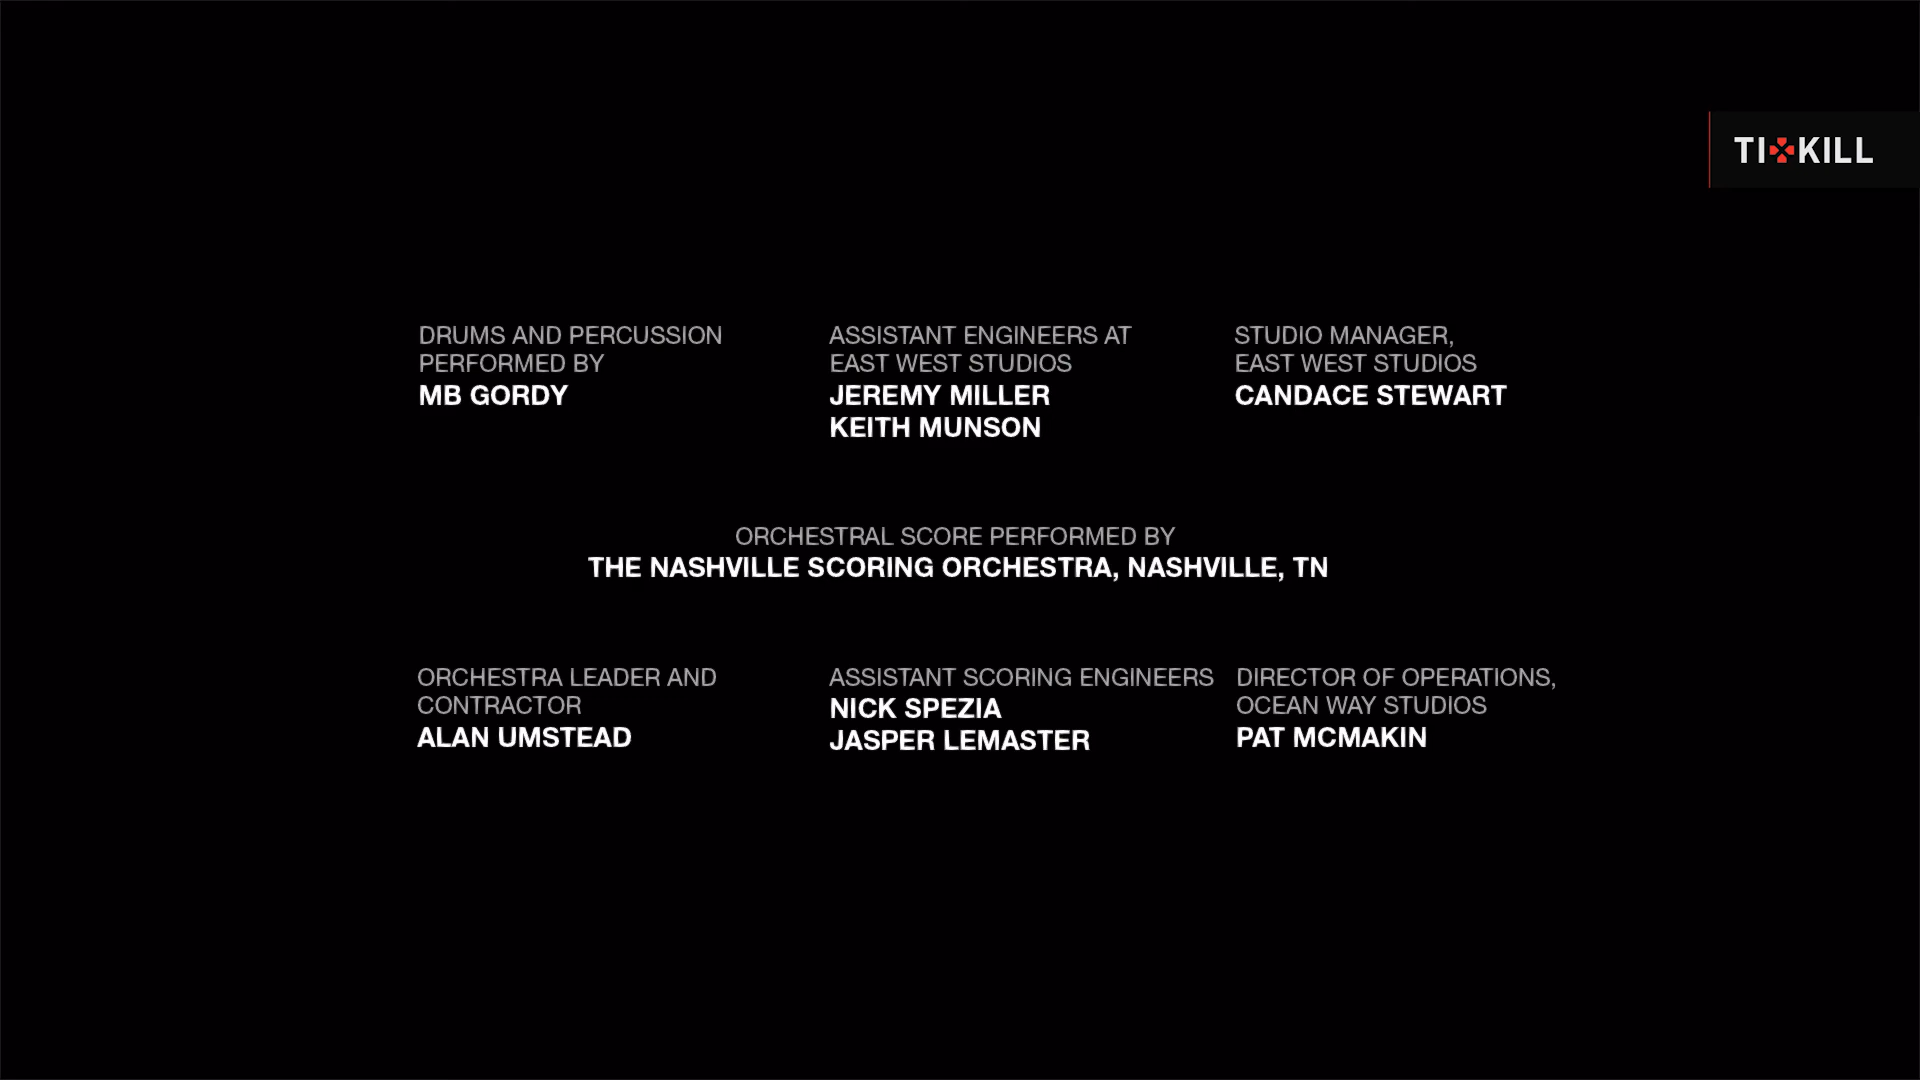 TI KILL
DRUMS AND PERCUSSION
PERFORMED BY
MB GORDY
ASSISTANT ENGINEERS AT
EAST WEST STUDIOS
JEREMY MILLER
KEITH MUNSON
STUDIO MANAGER,
EAST WEST STUDIOS
CANDACE STEWART
ORCHESTRAL SCORE PERFORMED BY
THE NASHVILLE SCORING ORCHESTRA, NASHVILLE, TN
ORCHESTRA LEADER AND
CONTRACTOR
ALAN UMSTEAD
ASSISTANT SCORING ENGINEERS
NICK SPEZIA
JASPER LEMASTER
DIRECTOR OF OPERATIONS,
OCEAN WAY STUDIOS
PAT MCMAKIN